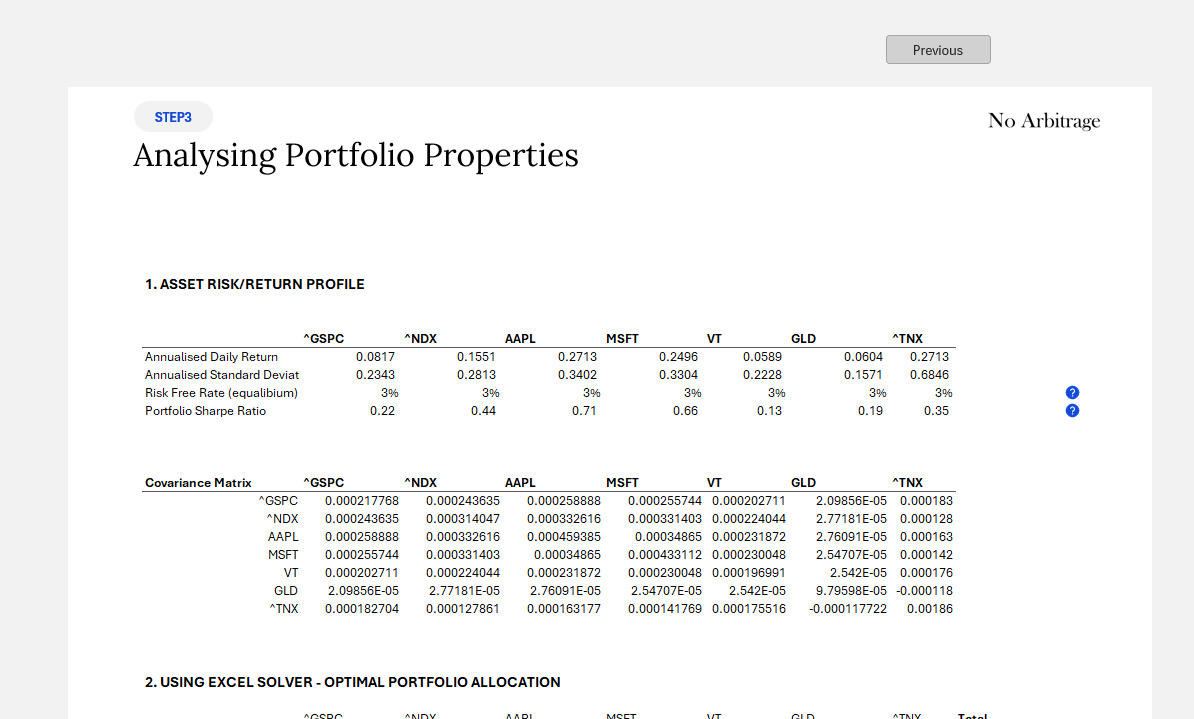 Previous
STEP3
No Arbitrage
Analysing Portfolio Properties
1. ASSET RISK/RETURN PROFILE
^GSPC ^NDX AAPL MSFT VT GLD ^TNX
Annualised Daily Return 0.0817 0.1551 0.2713 0.2496 0.0589 0.0604 0.2713
Annualised Standard Deviat 0.2343 0.2813 0.3402 0.3304 0.2228 0.1571 0.6846
Risk Free Rate (equalibium) 3% 3% 3% 3% 3% 3% 3% ?
Portfolio Sharpe Ratio 0.22 0.44 0.71 0.66 0.13 0.19 0.35 ?
Covariance Matrix ^GSPC ^NDX AAPL MSFT VT GLD ^TNX
^GSPC 0.000217768 0.000243635 0.000258888 0.000255744 0.000202711 2.09856E-05 0.000183
^NDX 0.000243635 0.000314047 0.000332616 0.000331403 0.000224044 2.77181E-05 0.000128
AAPL 0.000258888 0.000332616 0.000459385 0.00034865 0.000231872 2.76091E-05 0.000163
MSFT 0.000255744 0.000331403 0.00034865 0.000433112 0.000230048 2.54707E-05 0.000142
VT 0.000202711 0.000224044 0.000231872 0.000230048 0.000196991 2.542E-05 0.000176
GLD 2.09856E-05 2.77181E-05 2.76091E-05 2.54707E-05 2.542E-05 9.79598E-05 -0.000118
^TNX 0.000182704 0.000127861 0.000163177 0.000141769 0.000175516 -0.000117722 0.00186
2. USING EXCEL SOLVER - OPTIMAL PORTFOLIO ALLOCATION
^GSPC ^NDX AAPL MSFT VT GLD ^TNX Total